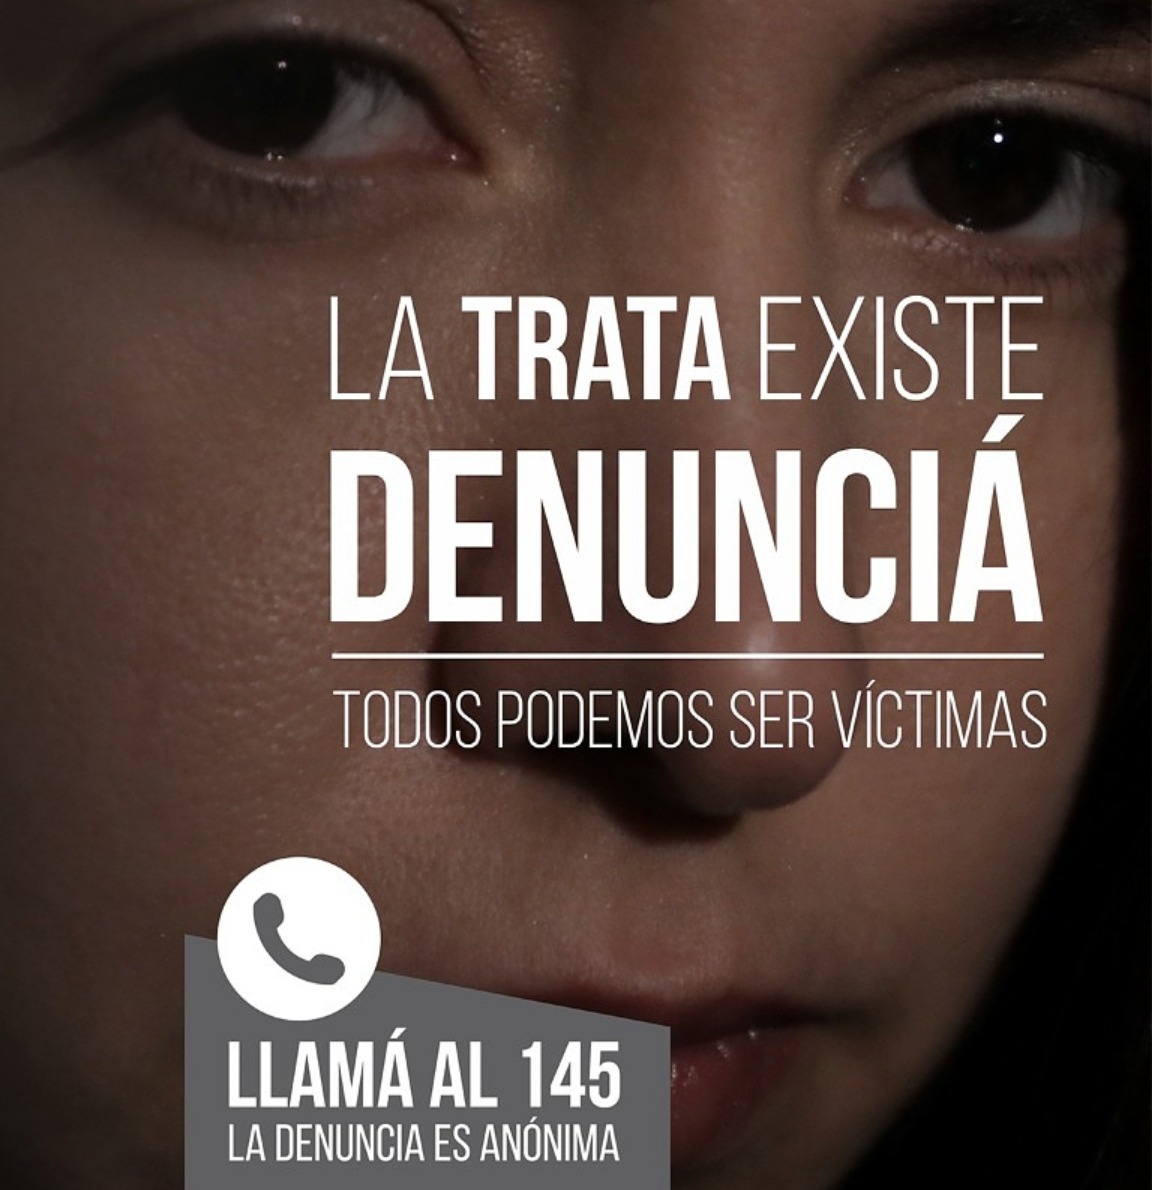 LA TRATA EXISTE
DENUNCIÁ
TODOS PODEMOS SER VÍCTIMAS
LLAMÁ AL 145
LA DENUNCIA ES ANÓNIMA